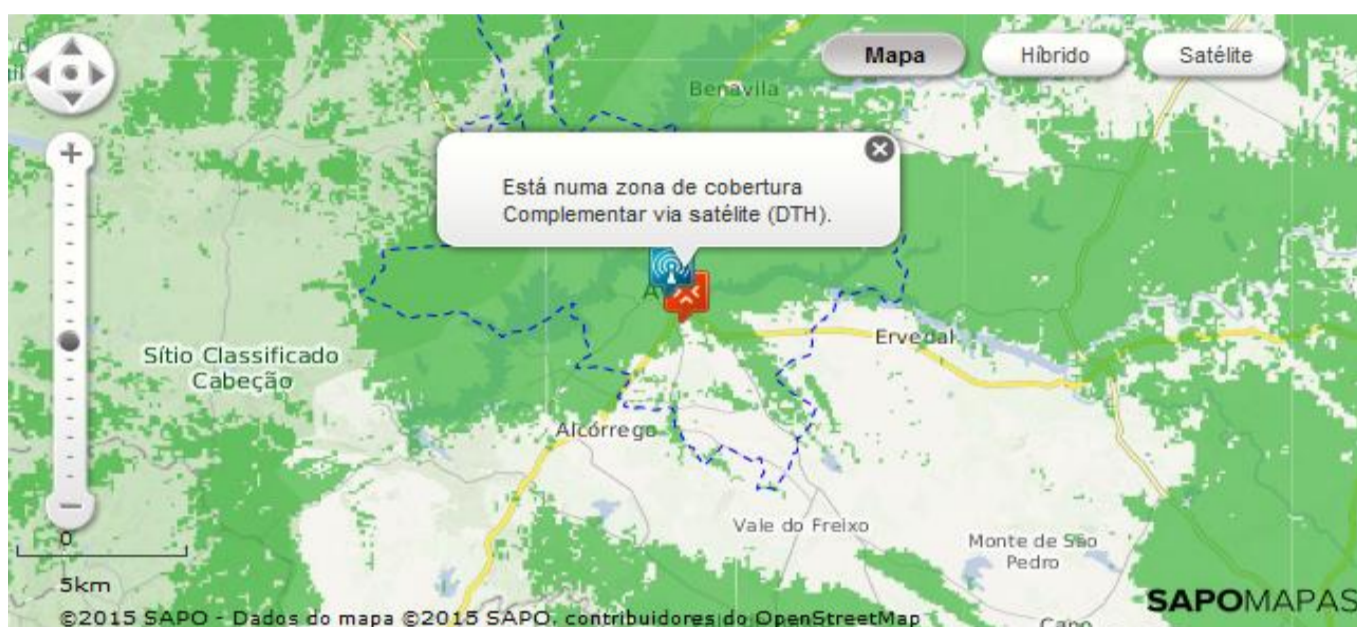 Mapa
Híbrido
Satélite
Benavila
Está numa zona de cobertura
Complementar via satélite (DTH).
Ervedal
Sítio Classificado
Cabeção
Alcórrego
Vale do Freixo
Monte de São
Pedro
0
5km
SAPOMAPAS
©2015 SAPO - Dados do mapa ©2015 SAPO, contribuidores do OpenStreetMap